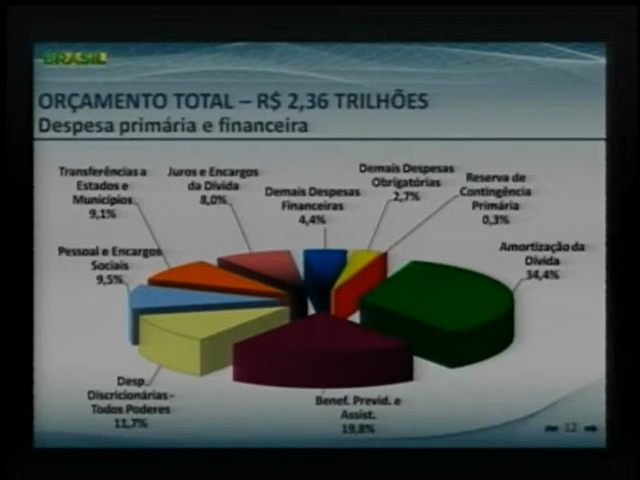 BRASIL
ORÇAMENTO TOTAL – R$ 2,36 TRILHÕES
Despesa primária e financeira
Transferências a
Estados e
Municípios
9,1%
Juros e Encargos
da Dívida
8,0%
Demais Despesas
Financeiras
4,4%
Demais Despesas
Obrigatórias
2,7%
Reserva de
Contingência
Primária
0,3%
Amortização da
Dívida
34,4%
Pessoal e Encargos
Sociais
9,5%
Desp.
Discricionárias -
Todos Poderes
11,7%
Benef. Previd. e
Assist.
19,8%
12